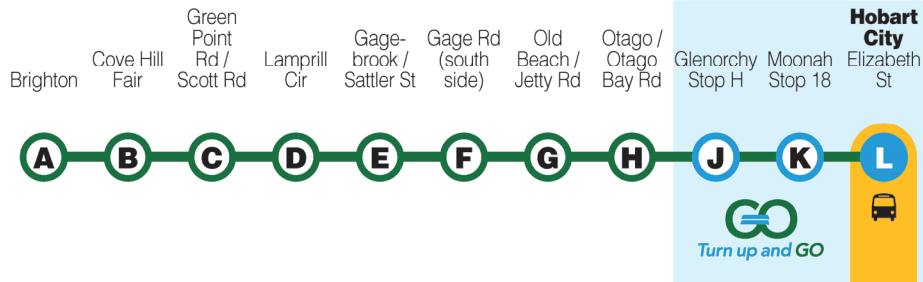 Brighton
Cove Hill
Fair
Green
Point
Rd /
Scott Rd
Lamprill
Cir
Gage-
brook /
Sattler St
Gage Rd
(south
side)
Old
Beach /
Jetty Rd
Otago /
Otago
Bay Rd
Glenorchy
Stop H
Moonah
Stop 18
Hobart
City
Elizabeth
St
A B C D E F G H J K L
GO
Turn up and GO